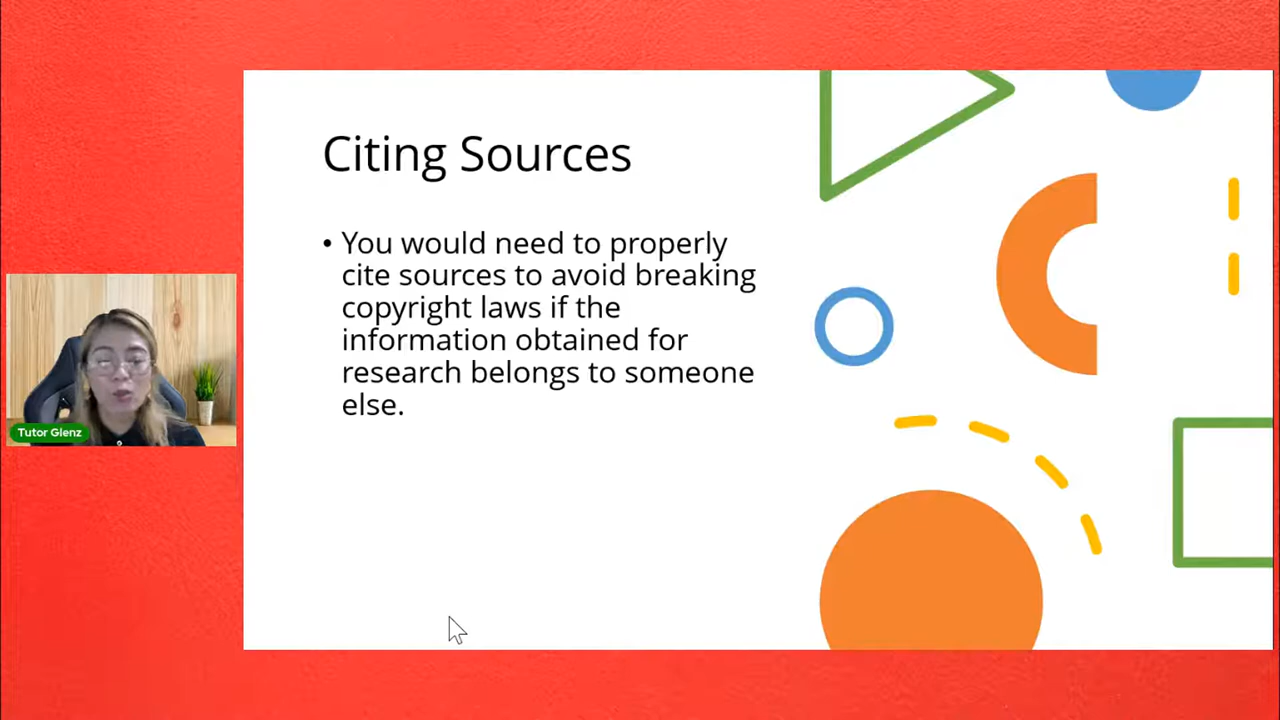 Citing Sources
• You would need to properly
cite sources to avoid breaking
copyright laws if the
information obtained for
research belongs to someone
else.
Tutor Glenz